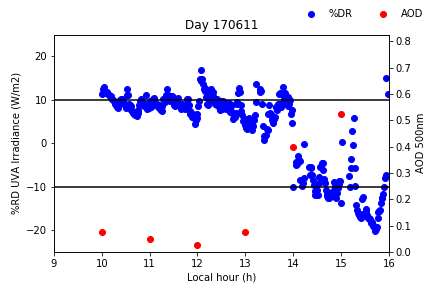 %DR AOD
Day 170611
%RD UVA Irradiance (W/m2)
20
10
0
−10
−20
0.8
0.7
0.6
0.5
0.4
0.3
0.2
0.1
0.0
AOD 500nm
9 10 11 12 13 14 15 16
Local hour (h)